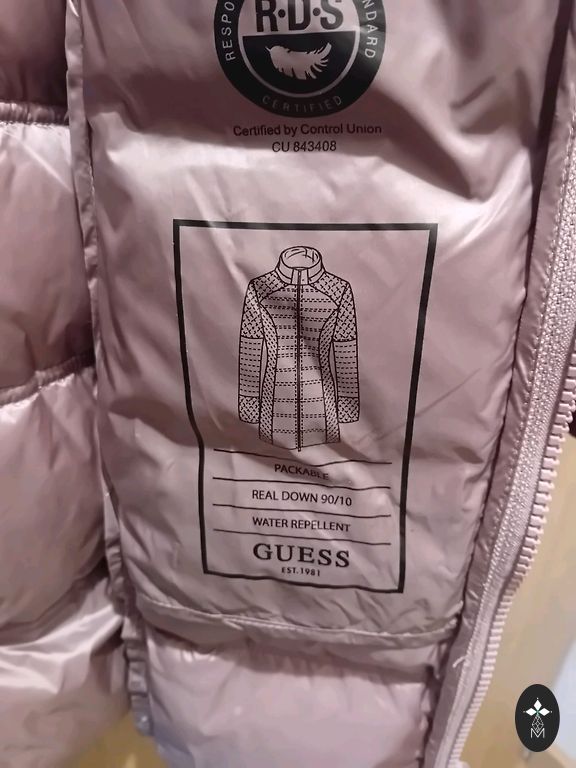 R·D·S
CERTIFIED
Certified by Control Union
CU 843408
PACKABLE
REAL DOWN 90/10
WATER REPELLENT
GUESS
EST. 1981
M